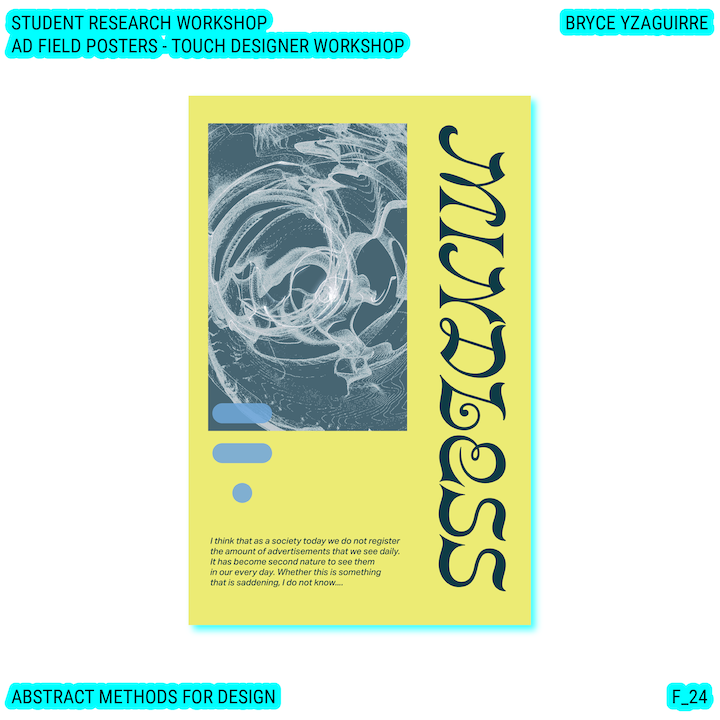 STUDENT RESEARCH WORKSHOP
AD FIELD POSTERS - TOUCH DESIGNER WORKSHOP
BRYCE YZAGUIRRE
MINDLESS
I think that as a society today we do not register
the amount of advertisements that we see daily.
It has become second nature to see them
in our every day. Whether this is something
that is saddening, I do not know....
ABSTRACT METHODS FOR DESIGN
F_24